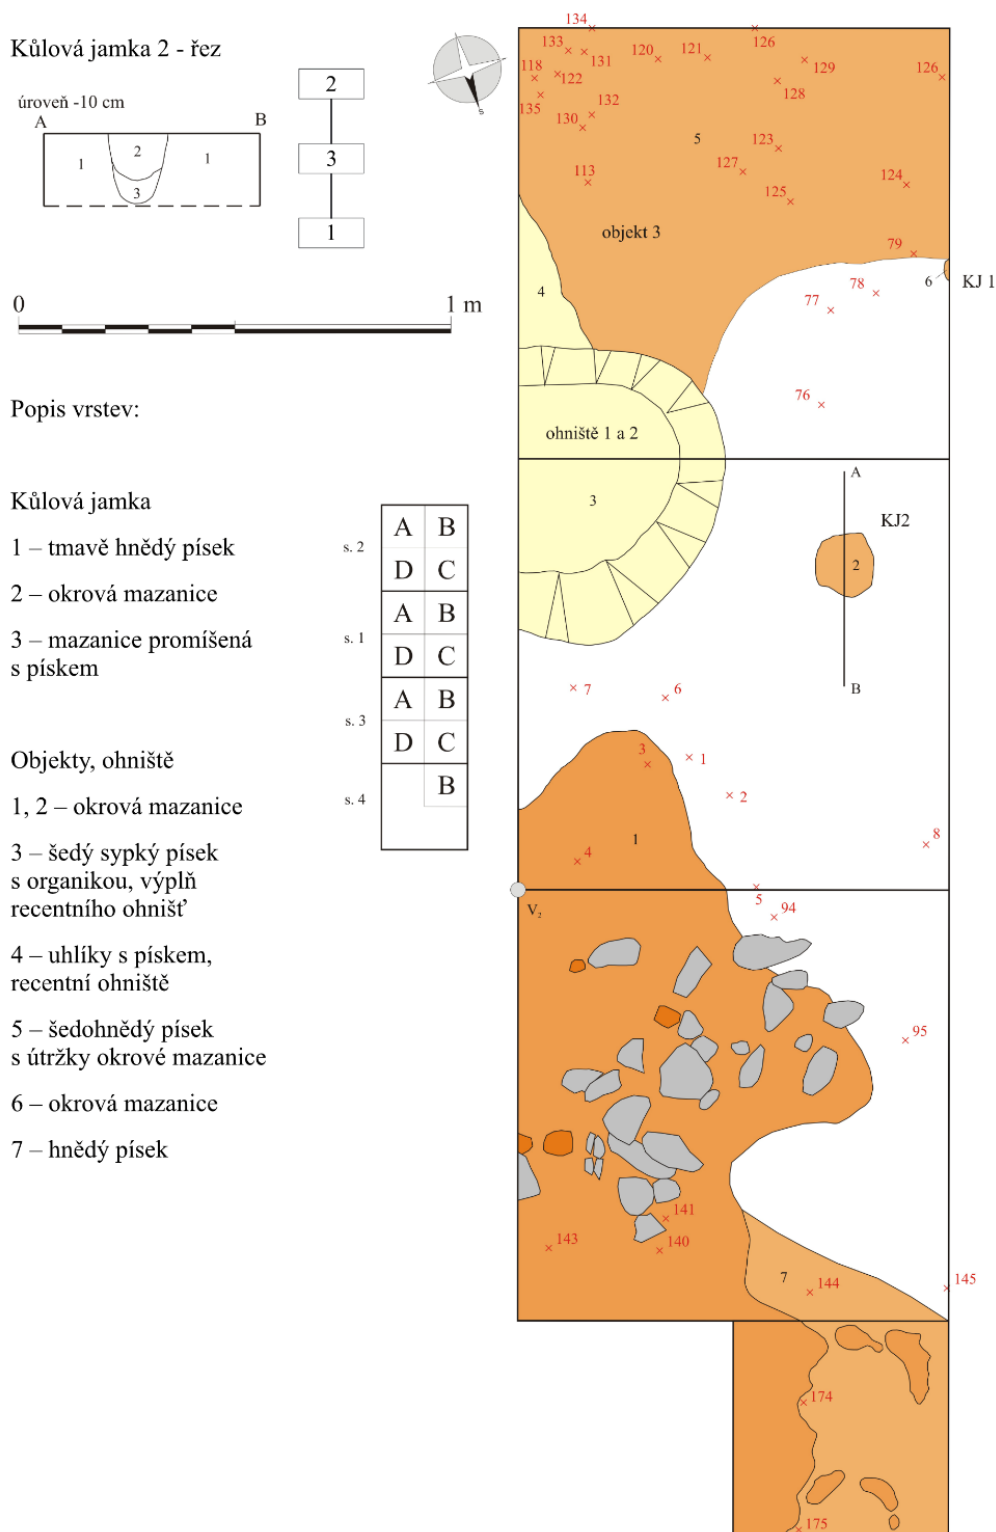 Kůlová jamka 2 - řez
úroveň -10 cm
A
B
1
2
1
3
2
3
1
0
1 m
Popis vrstev:
Kůlová jamka
1 – tmavě hnědý písek
2 – okrová mazanice
3 – mazanice promíšená
s pískem
Objekty, ohniště
1, 2 – okrová mazanice
3 – šedý sypký písek
s organikou, výplň
recentního ohnišť
4 – uhlíky s pískem,
recentní ohniště
5 – šedohnědý písek
s útržky okrové mazanice
6 – okrová mazanice
7 – hnědý písek
A B
s. 2
D C
A B
s. 1
D C
A B
s. 3
D C
B
s. 4
s
134
126
133
131
120
121
129
126
118
122
128
135
132
130
5
123
127
113
125
124
objekt 3
79
6
KJ 1
4
78
77
76
ohniště 1 a 2
A
3
KJ2
2
B
7
6
3
1
2
8
1
4
5
V₂
94
95
141
143
140
7
144
145
174
175